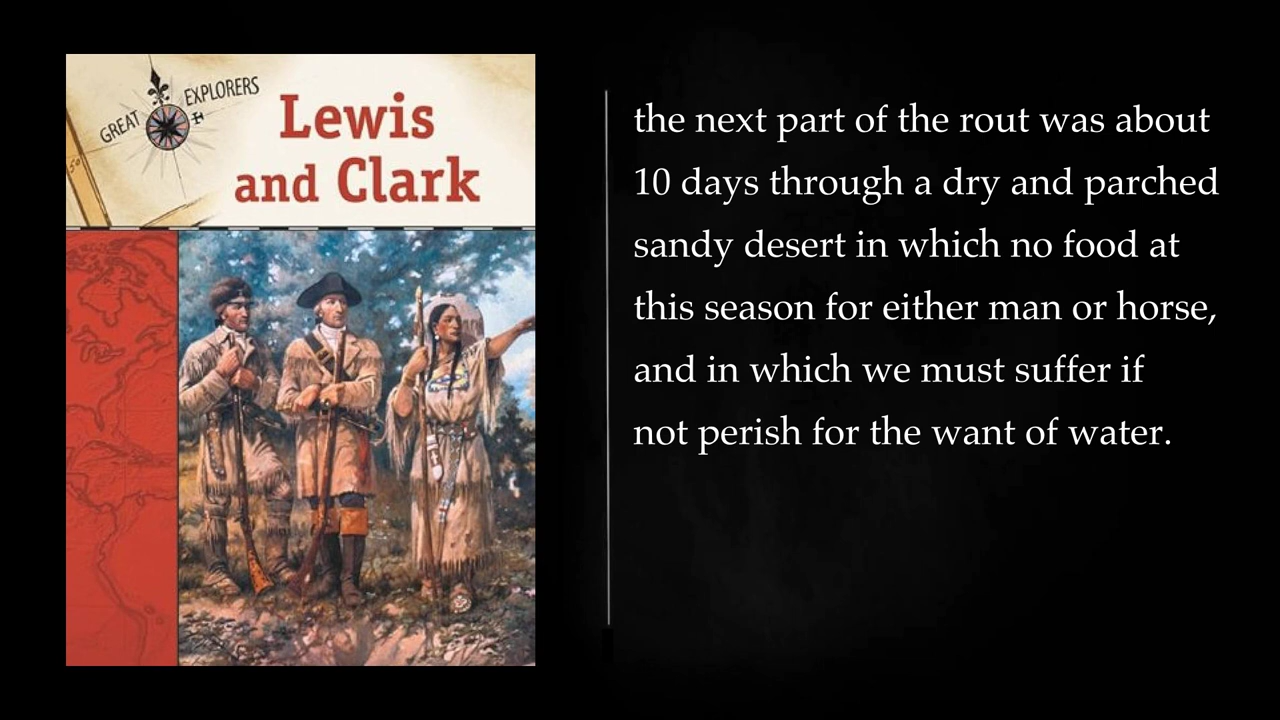 GREAT EXPLORERS
Lewis
and Clark
50
the next part of the rout was about
10 days through a dry and parched
sandy desert in which no food at
this season for either man or horse,
and in which we must suffer if
not perish for the want of water.